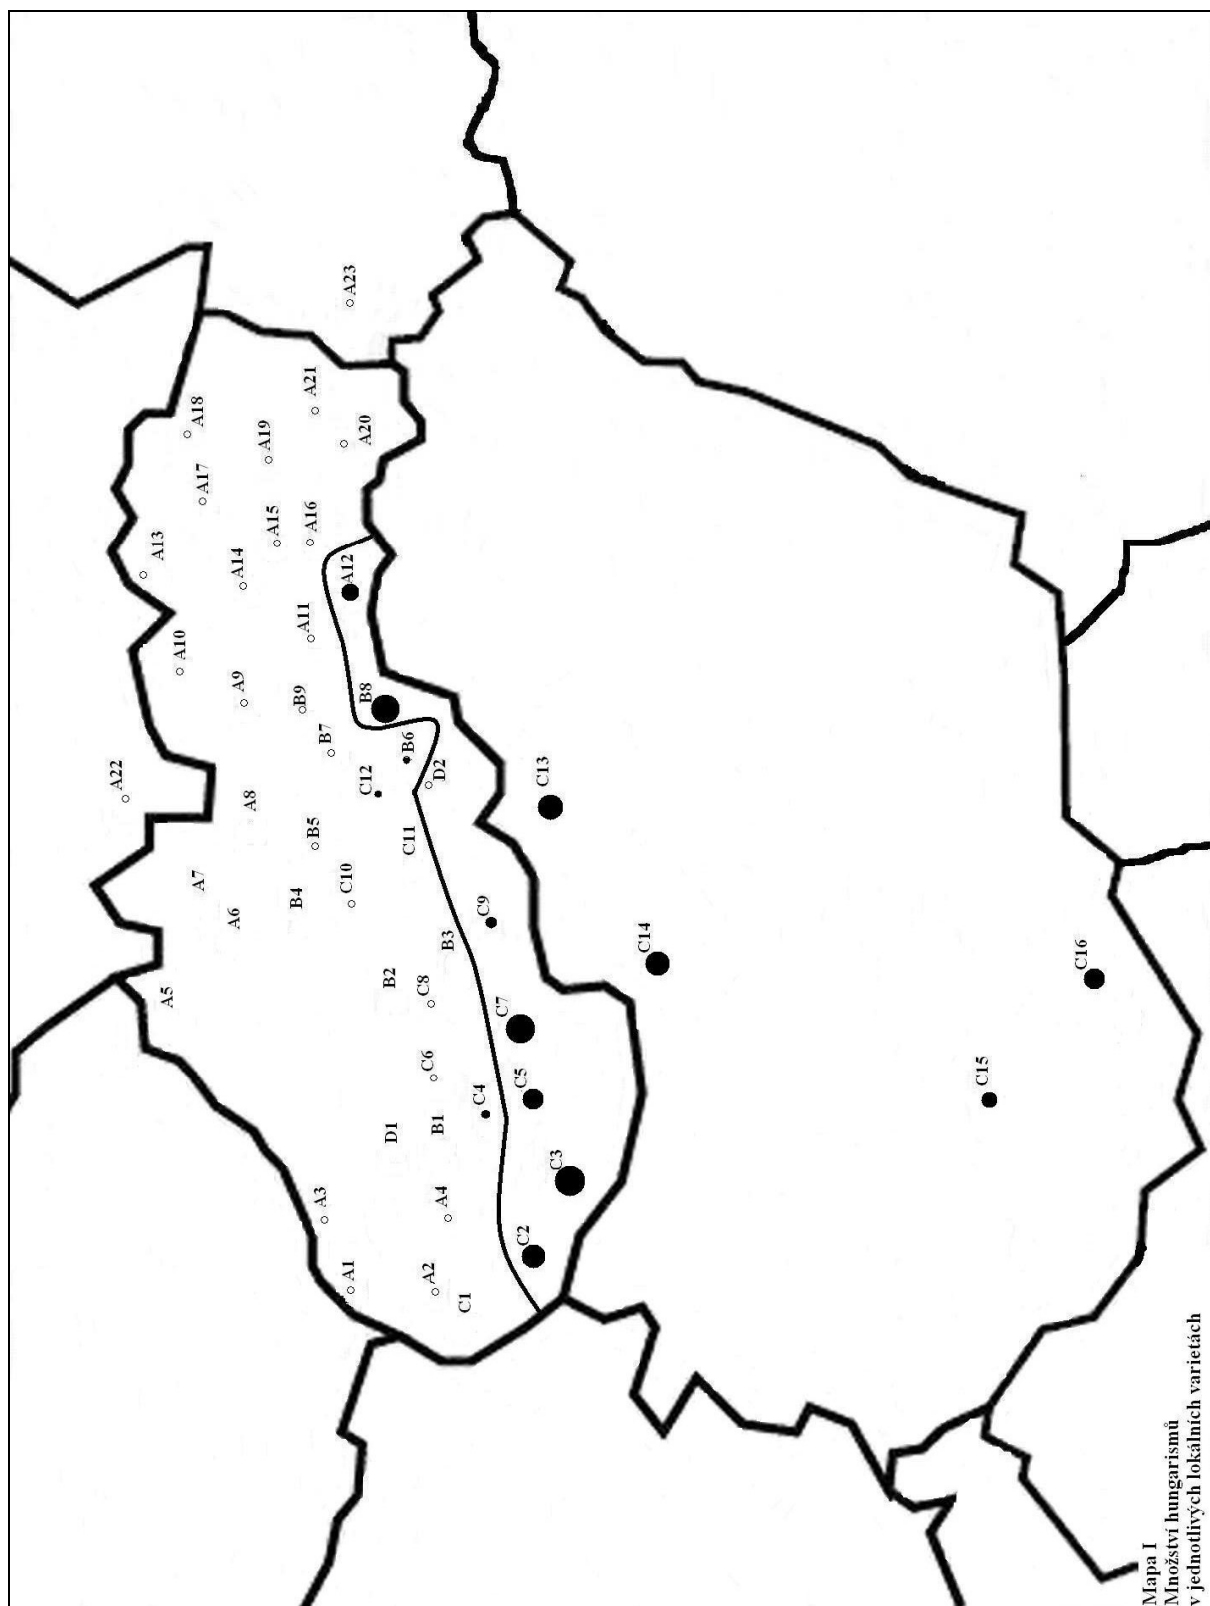 A22
A13
A5
A10
A18
A7
A17
A6
A14
A9
A8
A19
A15
B4
B9
A11
A16
A21
B5
A3
B7
C10
A1
A12
A23
A20
C12
B8
B2
D1
B6
C11
C8
C6
A2
D2
B1
A4
B3
C1
C4
C9
C7
C5
C2
C13
C3
C14
C15
C16
Mapa I
Množství hungarismů
v jednotlivých lokálních varietách